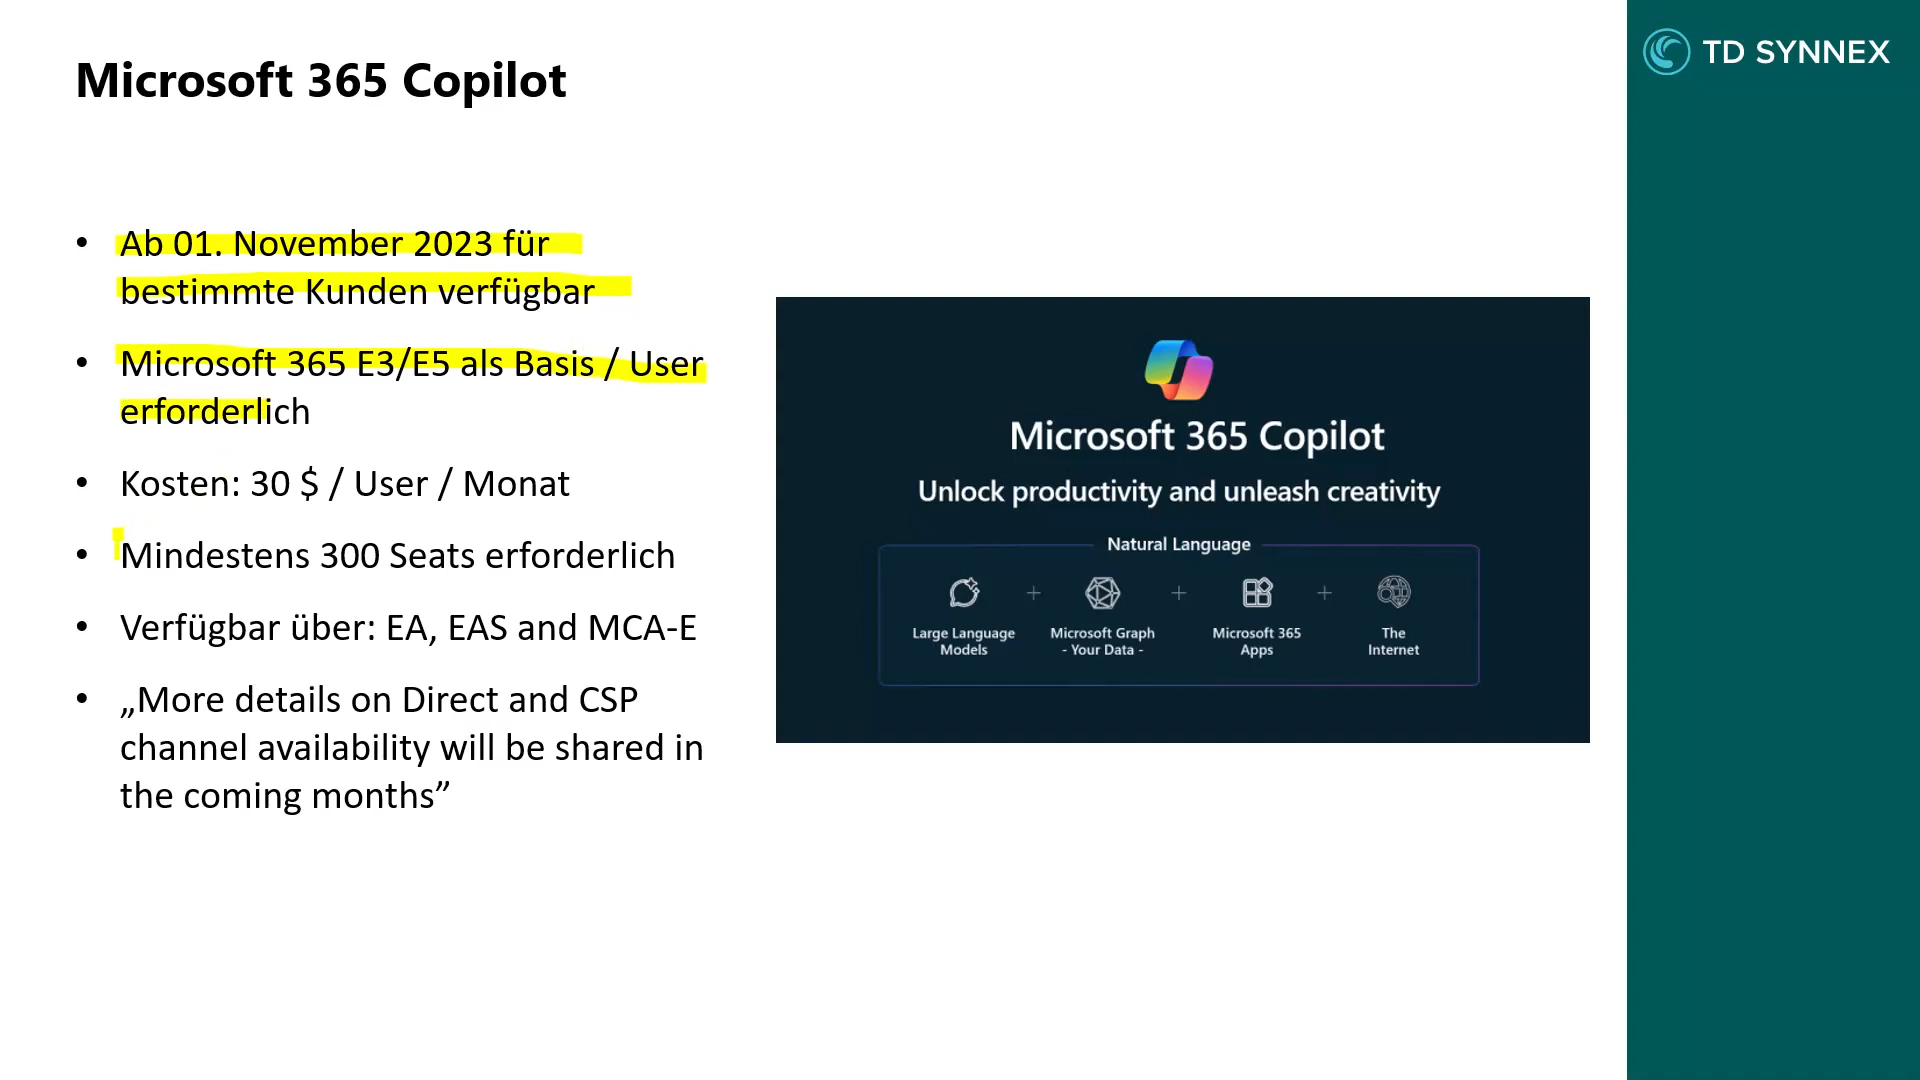 Microsoft 365 Copilot
TD SYNNEX
• Ab 01. November 2023 für
bestimmte Kunden verfügbar
• Microsoft 365 E3/E5 als Basis / User
erforderlich
• Kosten: 30 $ / User / Monat
• Mindestens 300 Seats erforderlich
• Verfügbar über: EA, EAS and MCA-E
• „More details on Direct and CSP
channel availability will be shared in
the coming months”
Microsoft 365 Copilot
Unlock productivity and unleash creativity
Natural Language
Large Language
Models
+
Microsoft Graph
- Your Data -
+
Microsoft 365
Apps
+
The
Internet